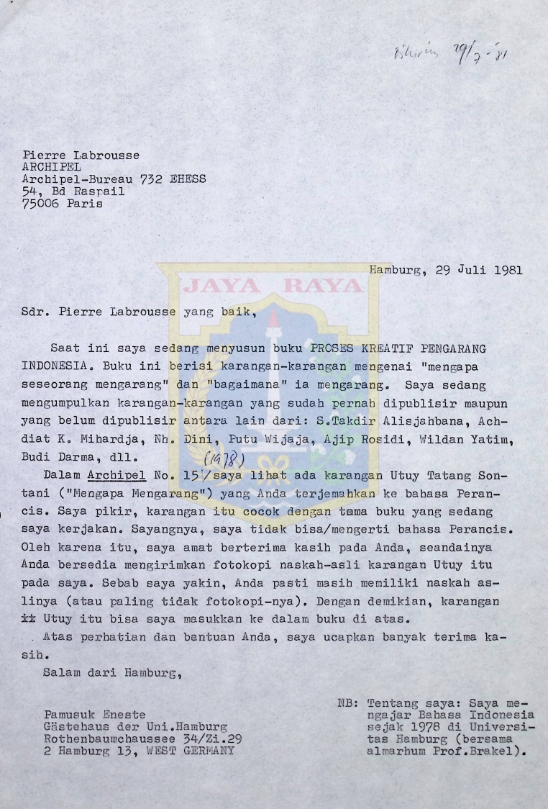 29/7-'81
Pierre Labrousse
ARCHIPEL
Archipel-Bureau 732 EHESS
54, Bd Raspail
75006 Paris
Hamburg, 29 Juli 1981
JAYA RAYA
Sdr. Pierre Labrousse yang baik,
Saat ini saya sedang menyusun buku PROSES KREATIF PENGARANG
INDONESIA. Buku ini berisi karangan-karangan mengenai "mengapa
seseorang mengarang" dan "bagaimana" ia mengarang. Saya sedang
mengumpulkan karangan-karangan yang sudah pernah dipublisir maupun
yang belum dipublisir antara lain dari: S.Takdir Alisjahbana, Ach-
diat K. Mihardja, Nh. Dini, Putu Wijaja, Ajip Rosidi, Wildan Yatim,
Budi Darma, dll.
(1978)
Dalam Archipel No. 15 / saya lihat ada karangan Utuy Tatang Son-
tani ("Mengapa Mengarang") yang Anda terjemahkan ke bahasa Peran-
cis. Saya pikir, karangan itu cocok dengan tama buku yang sedang
saya kerjakan. Sayangnya, saya tidak bisa/mengerti bahasa Perancis.
Oleh karena itu, saya amat berterima kasih pada Anda, seandainya
Anda bersedia mengirimkan fotokopi naskah-asli karangan Utuy itu
pada saya. Sebab saya yakin, Anda pasti masih memiliki naskah as-
linya (atau paling tidak fotokopi-nya). Dengan demikian, karangan
Utuy itu bisa saya masukkan ke dalam buku di atas.
Atas perhatian dan bantuan Anda, saya ucapkan banyak terima ka-
sih.
Salam dari Hamburg,
Pamusuk Eneste
Gästehaus der Uni.Hamburg
Rothenbaumchaussee 34/Zi.29
2 Hamburg 13, WEST GERMANY
NB: Tentang saya: Saya me-
ngajar Bahasa Indonesia
sejak 1978 di Universi-
tas Hamburg (bersama
almarhum Prof.Brakel).